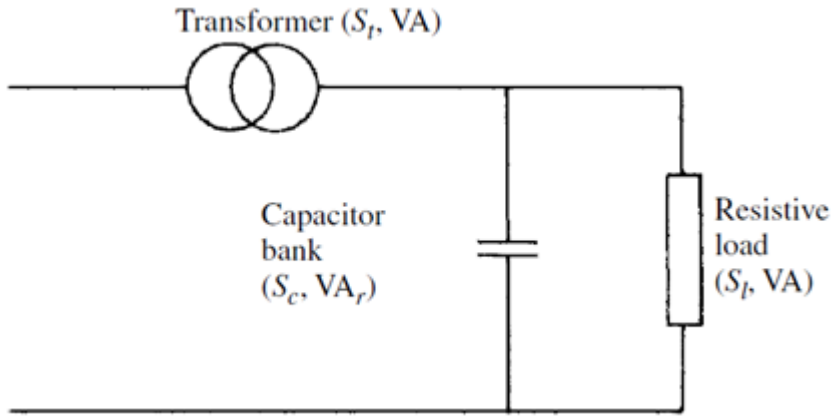 Transformer (S_t, VA)
Capacitor
bank
(S_c, VA_r)
Resistive
load
(S_l, VA)